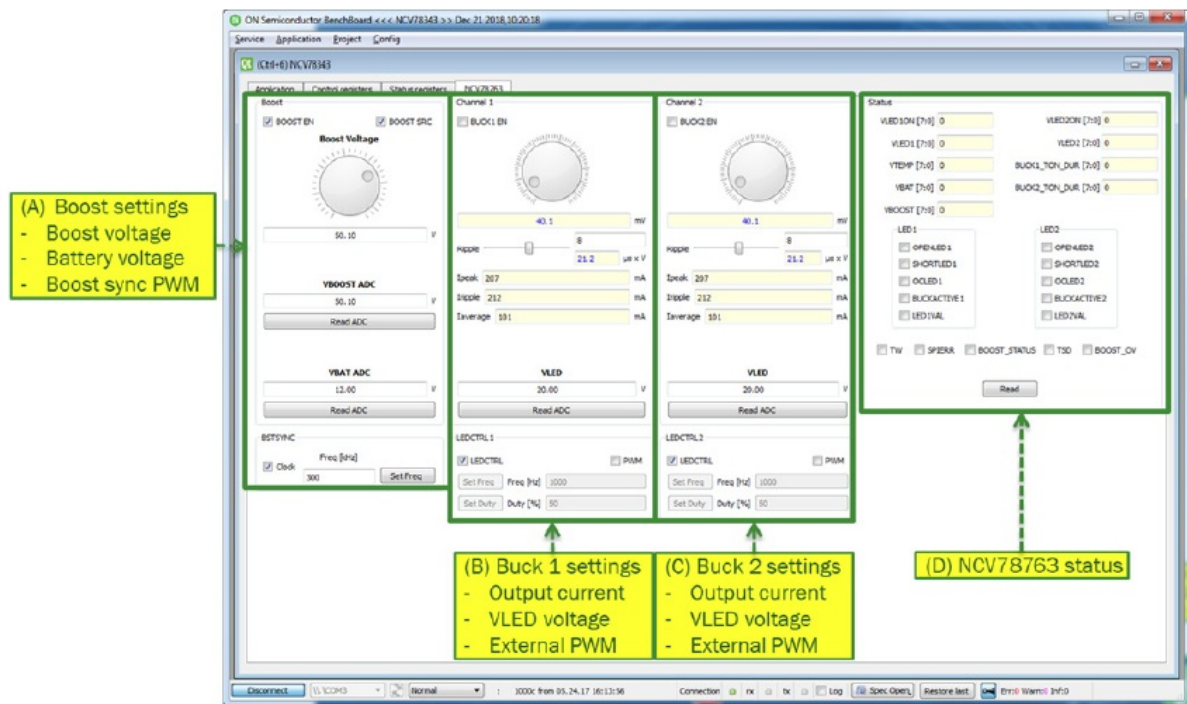 ON Semiconductor BenchBoard <<< NCV78343 >> Dec 21 2018,10:20:18
Service Application Project Config
(Ctrl+6) NCV78343
Application Control registers Status registers NCV78763
Boost
BOOST EN BOOST SRC
Boost Voltage
50.10 V
VBOOST ADC
50.10
Read ADC
VBAT ADC
12.00 V
Read ADC
BSTSYNC
Freq [kHz]
Clock 300 Set Freq
Channel 1
BUCK1 EN
40.1 mV
Ripple 8
21.2 µs x V
Ipeak 207 mA
Iripple 212 mA
Iaverage 101 mA
VLED
20.00 V
Read ADC
LEDCTRL1
LEDCTRL PWM
Set Freq Freq [Hz] 1000
Set Duty Duty [%] 50
Channel 2
BUCK2 EN
40.1 mV
Ripple 8
21.2 µs x V
Ipeak 207 mA
Iripple 212 mA
Iaverage 101 mA
VLED
20.00 V
Read ADC
LEDCTRL2
LEDCTRL PWM
Set Freq Freq [Hz] 1000
Set Duty Duty [%] 50
Status
VLED1ON [7:0] 0 VLED2ON [7:0] 0
VLED1 [7:0] 0 VLED2 [7:0] 0
VTEMP [7:0] 0 BUCK1_TON_DUR [7:0] 0
VBAT [7:0] 0 BUCK2_TON_DUR [7:0] 0
VBOOST [7:0] 0
LED1 LED2
OPENLED1 OPENLED2
SHORTLED1 SHORTLED2
OCLED1 OCLED2
BUCKACTIVE1 BUCKACTIVE2
LED1VAL LED2VAL
TW SPIERR BOOST_STATUS TSD BOOST_OV
Read
(A) Boost settings
- Boost voltage
- Battery voltage
- Boost sync PWM
(B) Buck 1 settings
- Output current
- VLED voltage
- External PWM
(C) Buck 2 settings
- Output current
- VLED voltage
- External PWM
(D) NCV78763 status
Disconnect \\.\COM3 Normal : 1000c from 05.24.17 16:13:56 Connection rx tx Log Spec Open Restore last Err:0 Warn:0 Inf:0